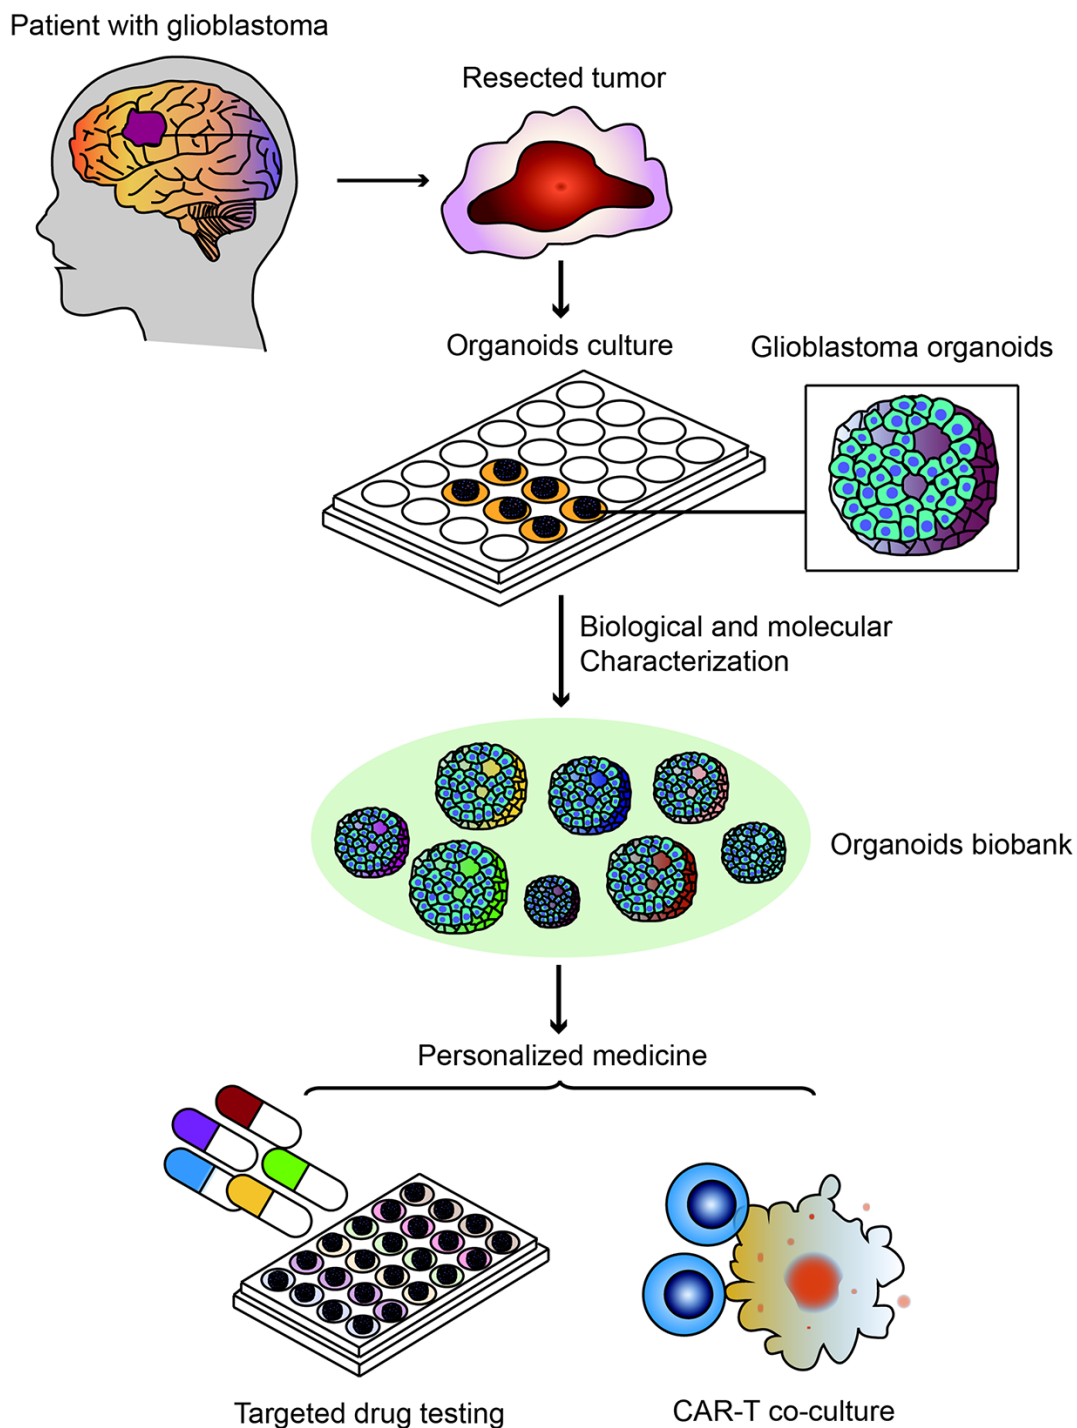 Patient with glioblastoma
Resected tumor
Organoids culture
Glioblastoma organoids
Biological and molecular
Characterization
Organoids biobank
Personalized medicine
Targeted drug testing
CAR-T co-culture